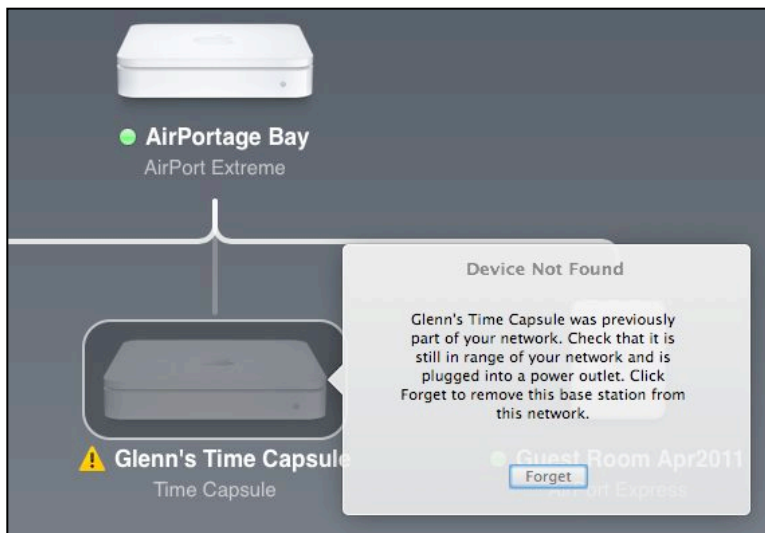 AirPortage Bay
AirPort Extreme
Device Not Found
Glenn's Time Capsule was previously
part of your network. Check that it is
still in range of your network and is
plugged into a power outlet. Click
Forget to remove this base station from
this network.
Forget
Glenn's Time Capsule
Time Capsule
Guest Room Apr2011
AirPort Express